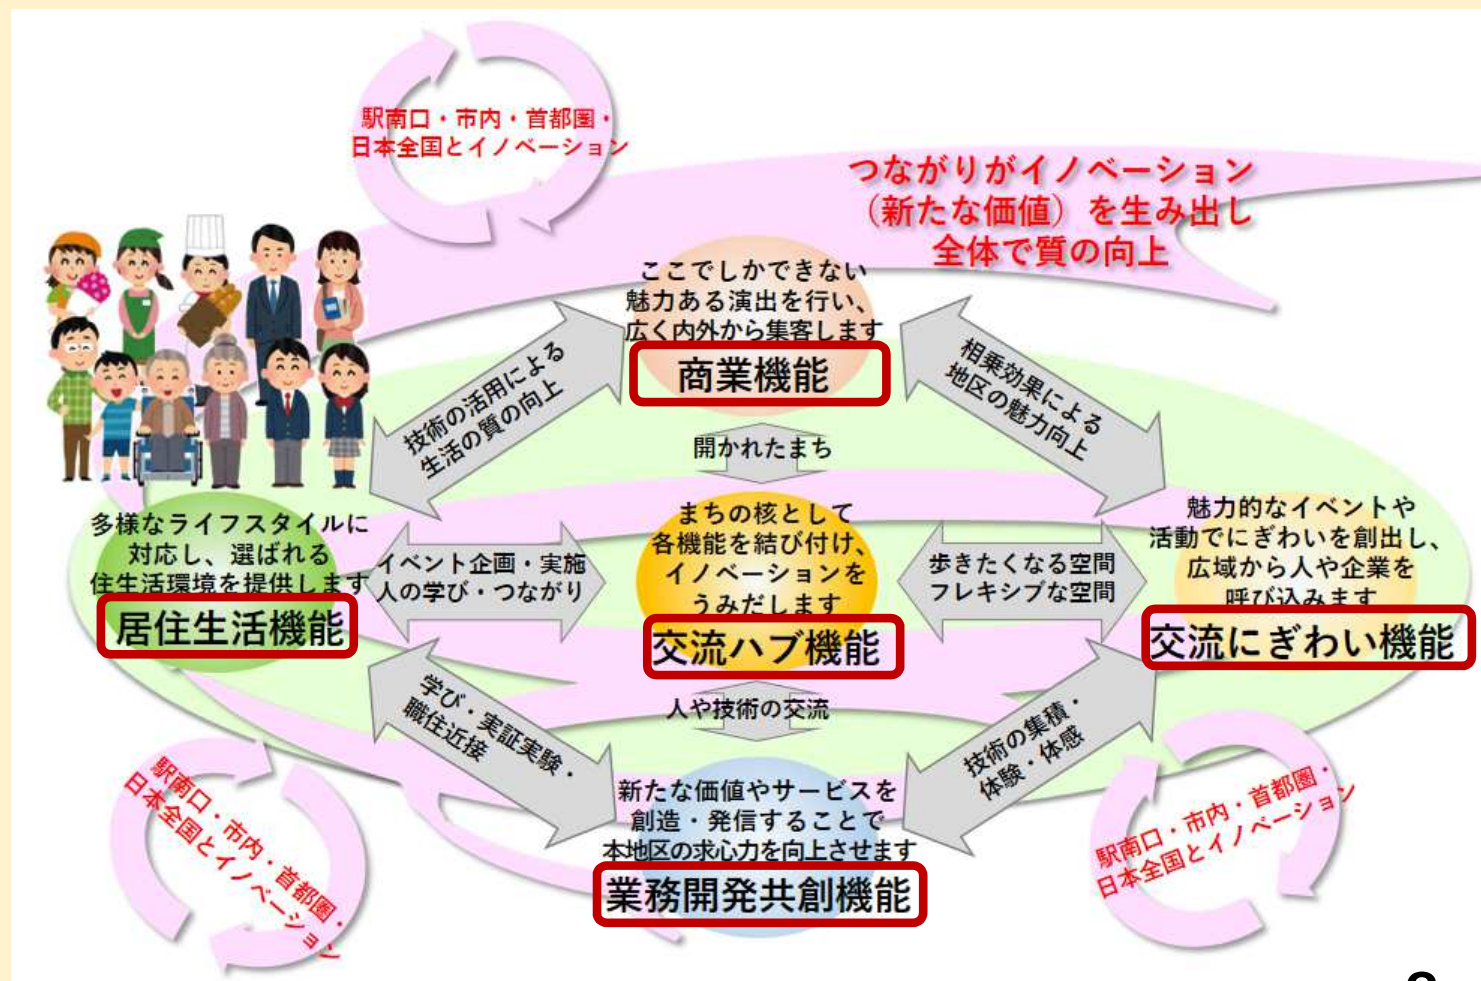 駅南口・市内・首都圏・
日本全国とイノベーション
つながりがイノベーション
（新たな価値）を生み出し
全体で質の向上
ここでしかできない
魅力ある演出を行い、
広く内外から集客します
商業機能
技術の活用による
生活の質の向上
相乗効果による
地区の魅力向上
開かれたまち
多様なライフスタイルに
対応し、選ばれる
住生活環境を提供します
居住生活機能
イベント企画・実施
人の学び・つながり
まちの核として
各機能を結び付け、
イノベーションを
うみだします
交流ハブ機能
歩きたくなる空間
フレキシブな空間
魅力的なイベントや
活動でにぎわいを創出し、
広域から人や企業を
呼び込みます
交流にぎわい機能
学び・実証実験・
職住近接
人や技術の交流
技術の集積・
体験・体感
新たな価値やサービスを
創造・発信することで
本地区の求心力を向上させます
業務開発共創機能
駅南口・市内・首都圏・
日本全国とイノベーション
駅南口・市内・首都圏・
日本全国とイノベーション